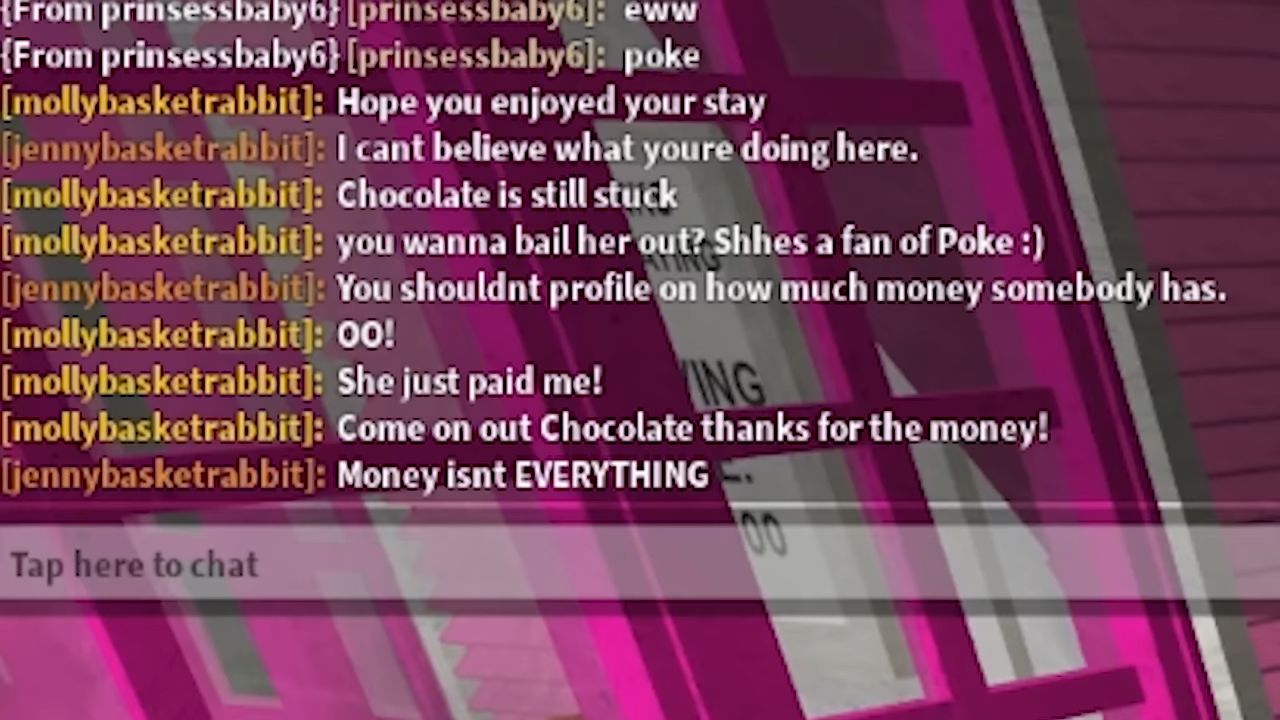 {From prinsessbaby6} [prinsessbaby6]: eww
{From prinsessbaby6} [prinsessbaby6]: poke
[mollybasketrabbit]: Hope you enjoyed your stay
[jennybasketrabbit]: I cant believe what youre doing here.
[mollybasketrabbit]: Chocolate is still stuck
[mollybasketrabbit]: you wanna bail her out? Shhes a fan of Poke :)
[jennybasketrabbit]: You shouldnt profile on how much money somebody has.
[mollybasketrabbit]: OO!
[mollybasketrabbit]: She just paid me!
[mollybasketrabbit]: Come on out Chocolate thanks for the money!
[jennybasketrabbit]: Money isnt EVERYTHING
Tap here to chat